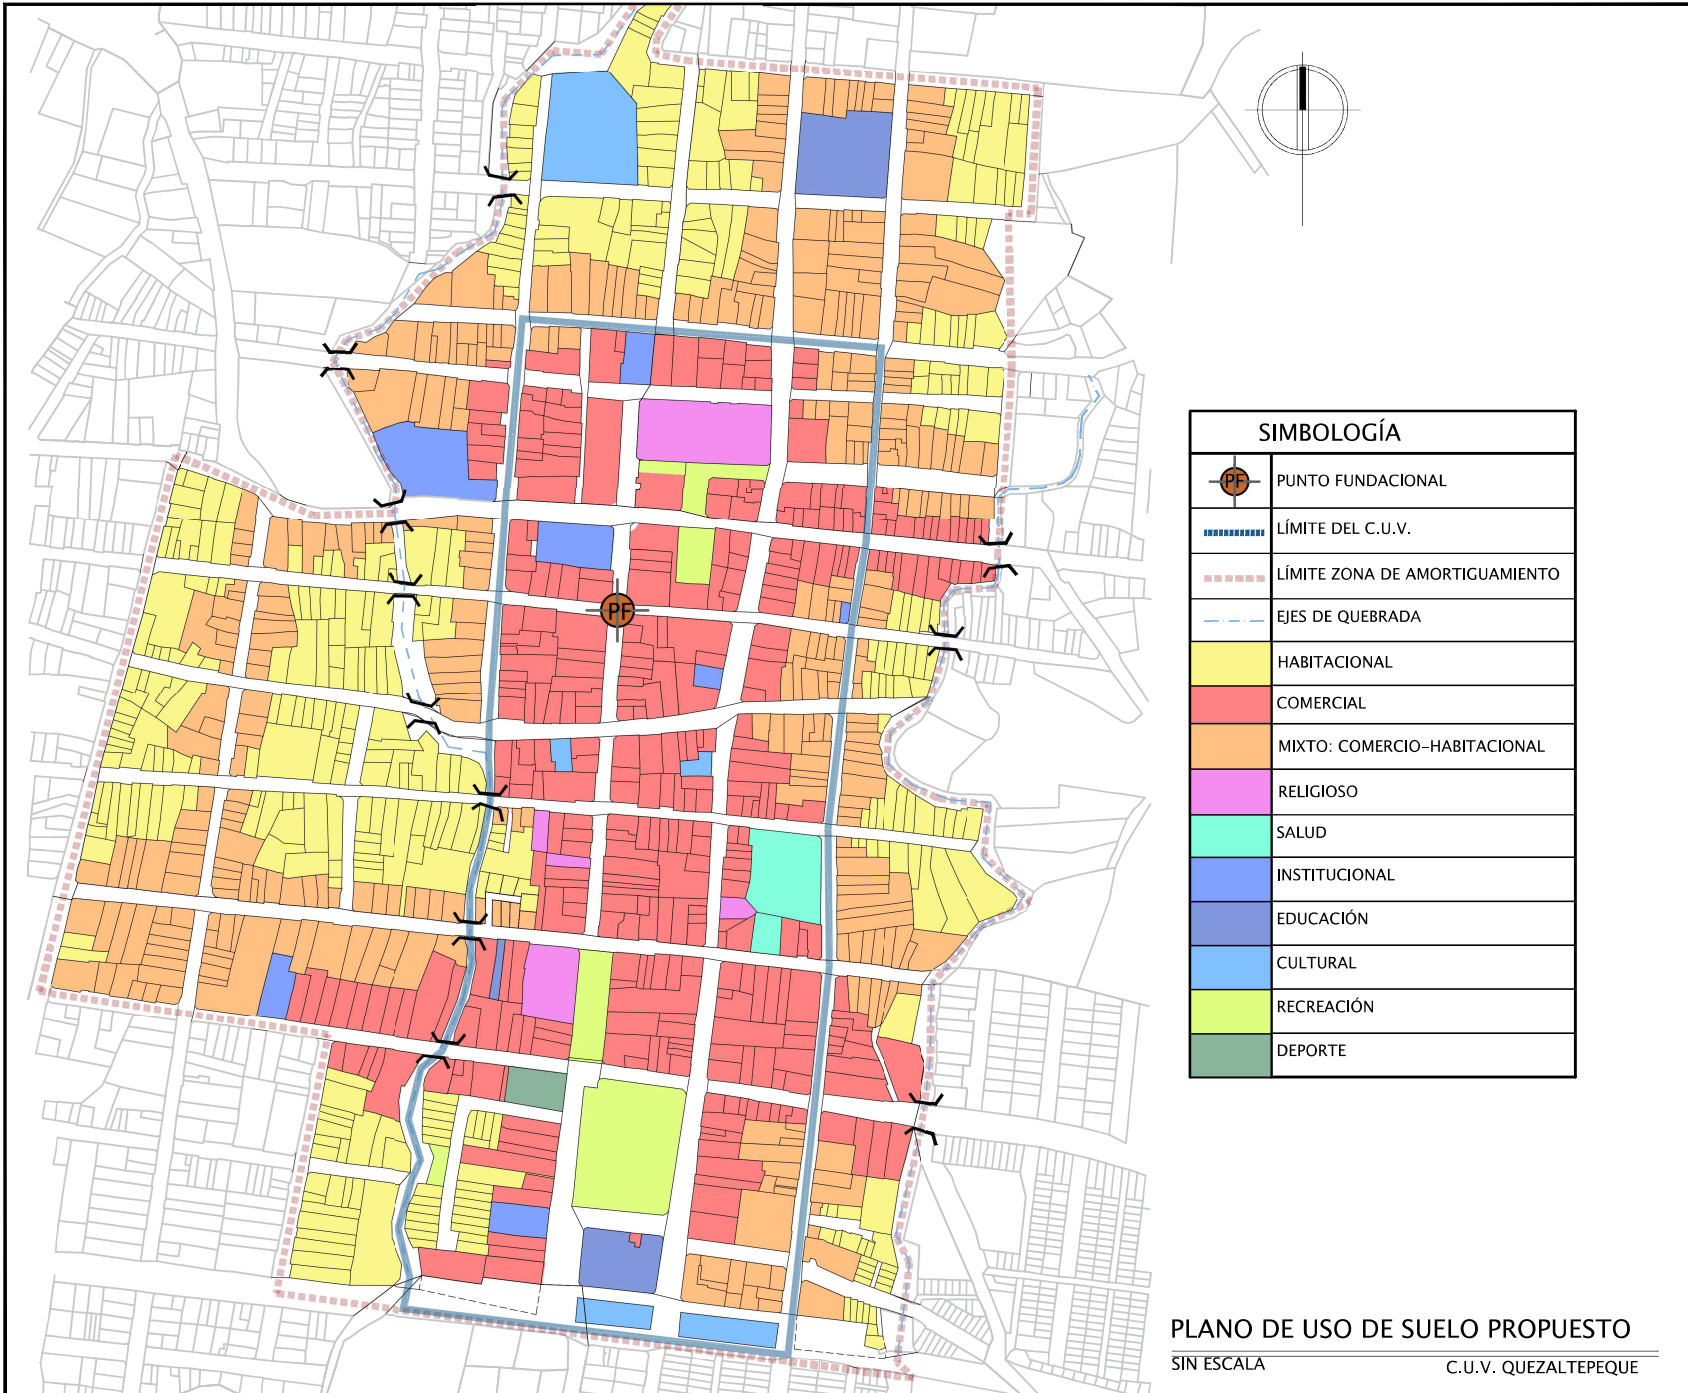 PF
SIMBOLOGÍA
PF PUNTO FUNDACIONAL
LÍMITE DEL C.U.V.
LÍMITE ZONA DE AMORTIGUAMIENTO
EJES DE QUEBRADA
HABITACIONAL
COMERCIAL
MIXTO: COMERCIO-HABITACIONAL
RELIGIOSO
SALUD
INSTITUCIONAL
EDUCACIÓN
CULTURAL
RECREACIÓN
DEPORTE
PLANO DE USO DE SUELO PROPUESTO
SIN ESCALA C.U.V. QUEZALTEPEQUE